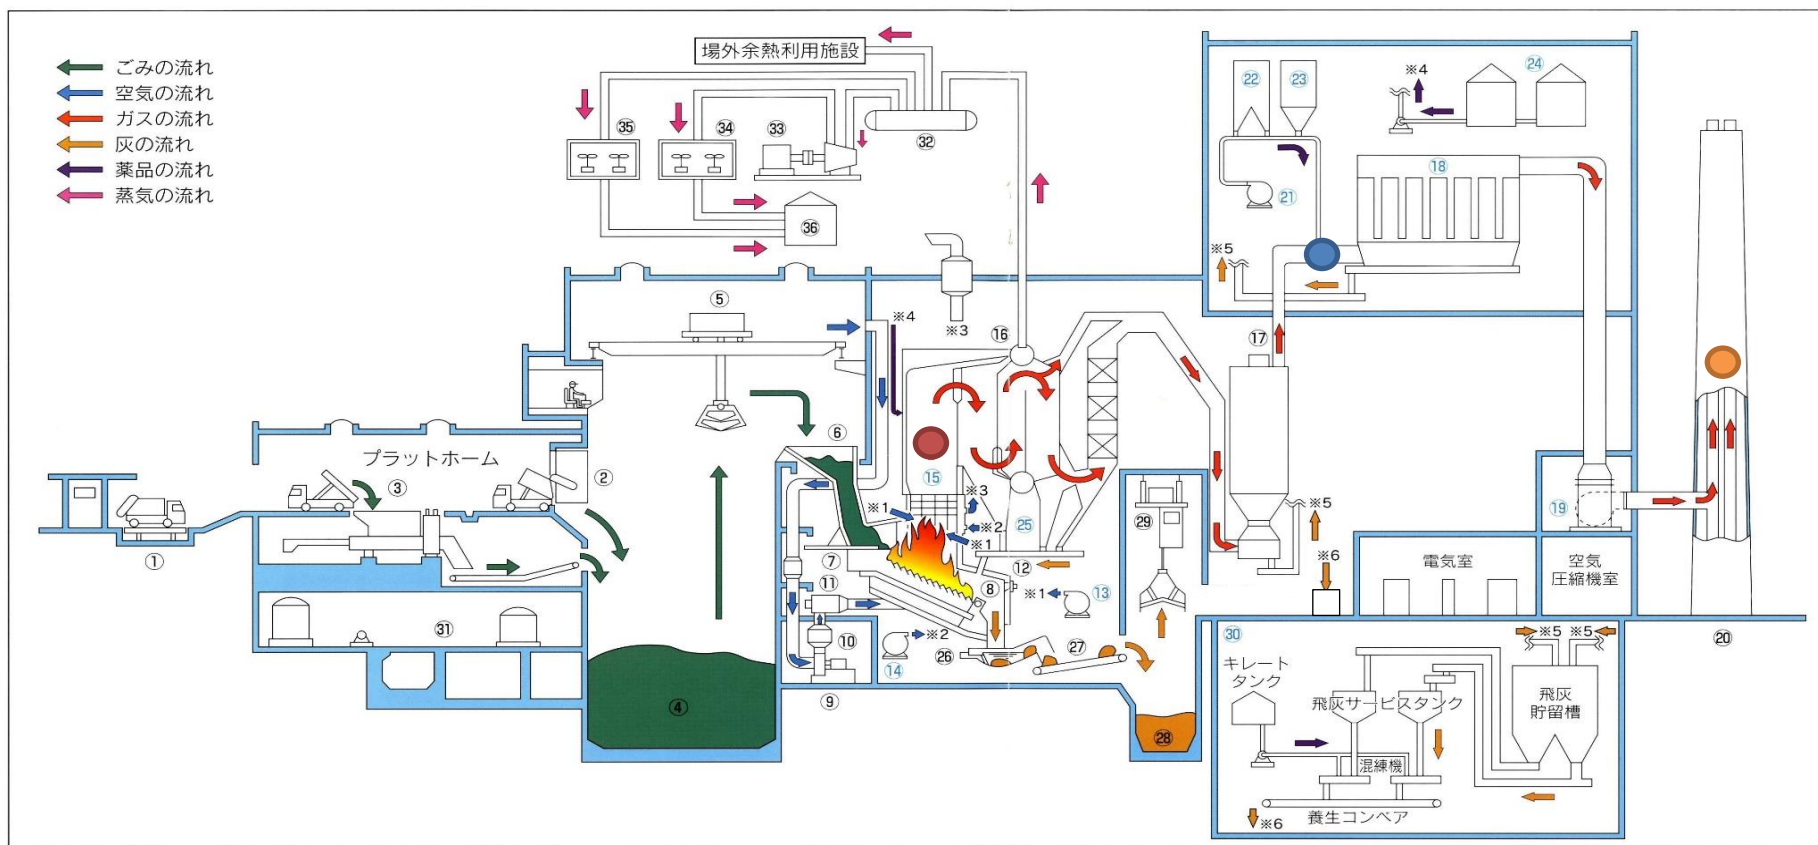 ごみの流れ
空気の流れ
ガスの流れ
灰の流れ
薬品の流れ
蒸気の流れ
場外余熱利用施設
㉟
㉞
㉝
㉜
㊱
㉒
㉓
㉔
※4
⑱
㉑
※5
※3
⑤
※4
⑯
⑰
プラットホーム
②
③
①
⑥
⑮
※3
※1
※2
※1
㉕
⑦
⑪
⑧
⑫
※1
⑬
※2
⑩
⑭
㉖
㉗
⑨
④
㉛
㉙
㉘
※5
※6
⑲
電気室
空気
圧縮機室
⑳
㉚
キレート
タンク
飛灰サービスタンク
※5
※5
飛灰
貯留槽
混練機
養生コンベア
※6